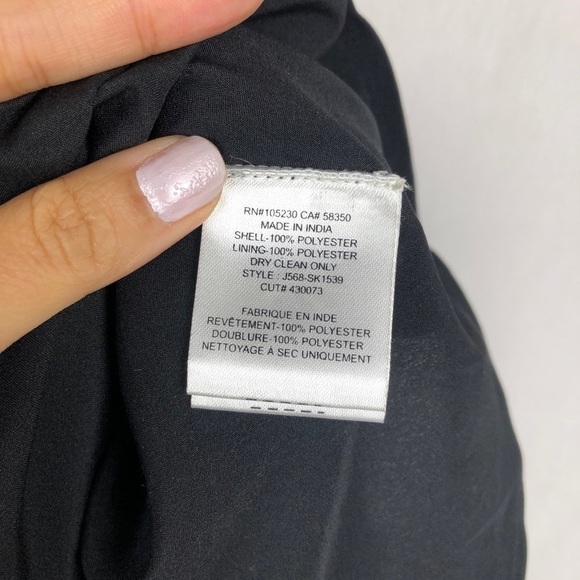 RN#105230 CA# 58350
MADE IN INDIA
SHELL-100% POLYESTER
LINING-100% POLYESTER
DRY CLEAN ONLY
STYLE : J568-SK1539
CUT# 430073
FABRIQUE EN INDE
REVÊTEMENT-100% POLYESTER
DOUBLURE-100% POLYESTER
NETTOYAGE À SEC UNIQUEMENT